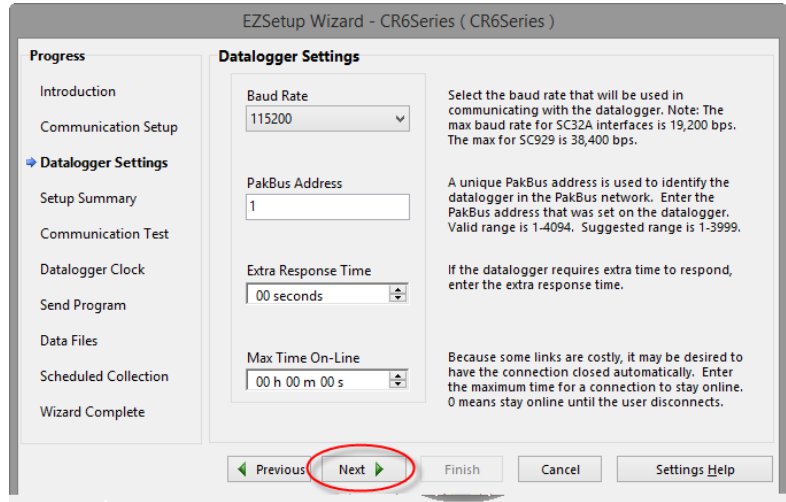 EZSetup Wizard - CR6Series ( CR6Series )
Progress
Introduction
Communication Setup
Datalogger Settings
Setup Summary
Communication Test
Datalogger Clock
Send Program
Data Files
Scheduled Collection
Wizard Complete
Datalogger Settings
Baud Rate
115200
Select the baud rate that will be used in
communicating with the datalogger. Note: The
max baud rate for SC32A interfaces is 19,200 bps.
The max for SC929 is 38,400 bps.
PakBus Address
1
A unique PakBus address is used to identify the
datalogger in the PakBus network. Enter the
PakBus address that was set on the datalogger.
Valid range is 1-4094. Suggested range is 1-3999.
Extra Response Time
00 seconds
If the datalogger requires extra time to respond,
enter the extra response time.
Max Time On-Line
00 h 00 m 00 s
Because some links are costly, it may be desired to
have the connection closed automatically. Enter
the maximum time for a connection to stay online.
0 means stay online until the user disconnects.
Previous Next Finish Cancel Settings Help